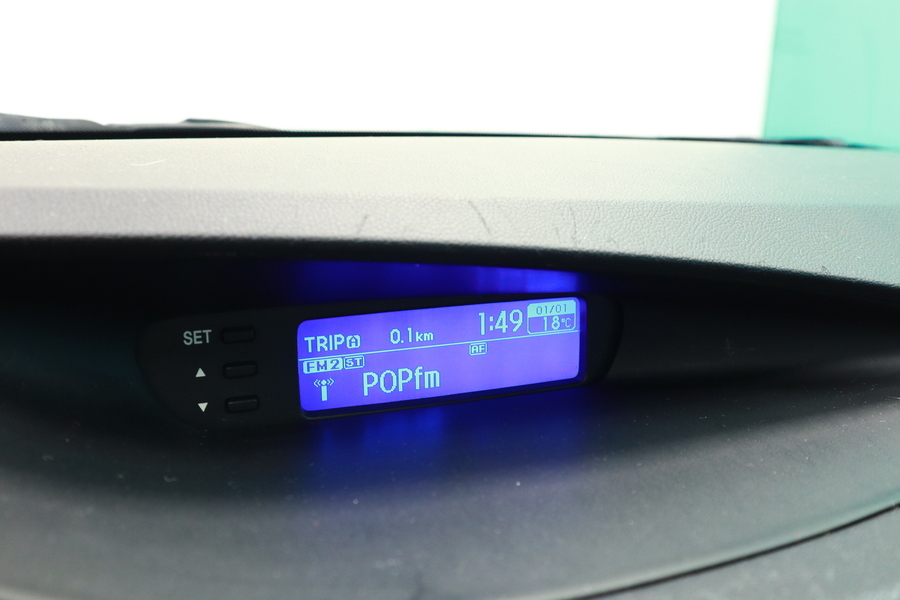 SET
▲
▼
TRIP A 0.1km 1:49 01/01
18°C
FM2 ST AF
POPfm